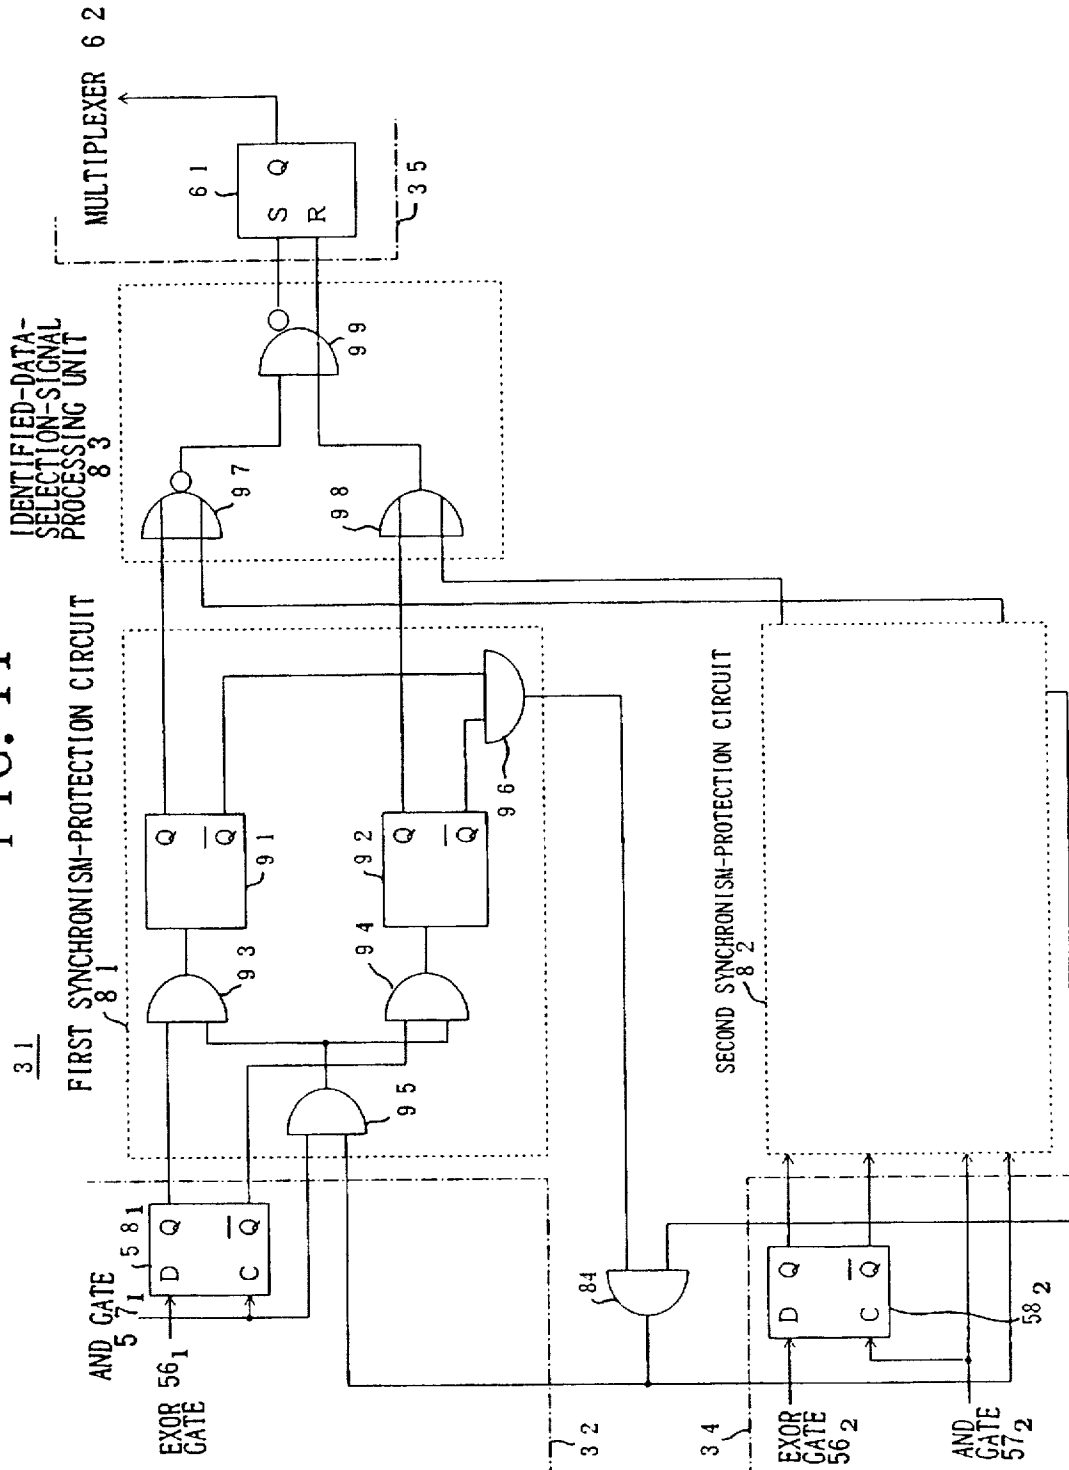 FIG. 11
31
FIRST SYNCHRONISM-PROTECTION CIRCUIT
81
IDENTIFIED-DATA-
SELECTION-SIGNAL
PROCESSING UNIT
83
MULTIPLEXER 62
AND GATE
57₁
EXOR 56₁
GATE
D Q
C Q̅
58₁
93
94
95
Q
Q̅
91
Q
Q̅
92
96
97
98
99
S Q
R
61
35
32
84
34
SECOND SYNCHRONISM-PROTECTION CIRCUIT
82
EXOR
GATE
56₂
AND
GATE
57₂
D Q
C Q̅
58₂